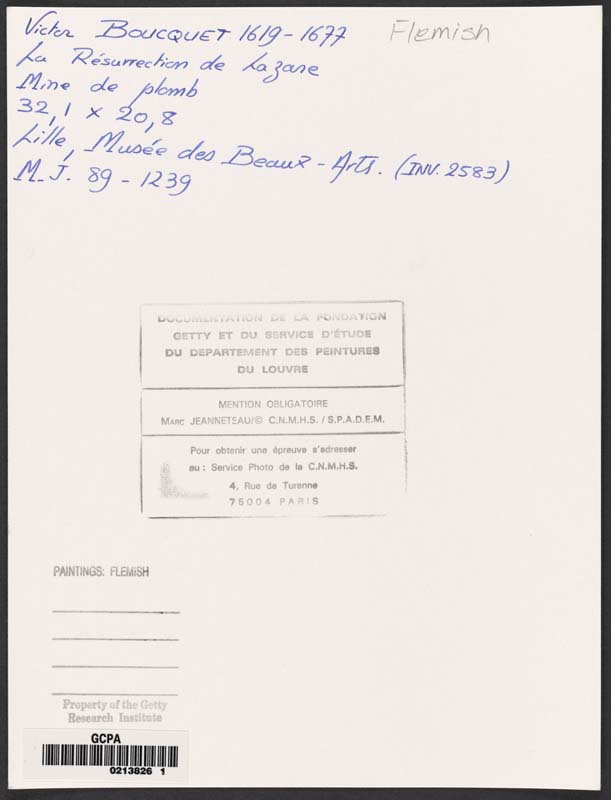 Victor BOUCQUET 1619-1677 Flemish
La Résurrection de Lazare
Mine de plomb
32,1 x 20,8
Lille, Musée des Beaux-Arts. (INV. 2583)
M.J. 89-1239
DOCUMENTATION DE LA FONDATION
GETTY ET DU SERVICE D'ÉTUDE
DU DEPARTEMENT DES PEINTURES
DU LOUVRE
MENTION OBLIGATOIRE
MARC JEANNETEAU/© C.N.M.H.S. / S.P.A.D.E.M.
Pour obtenir une épreuve s'adresser
au : Service Photo de la C.N.M.H.S.
4, Rue de Turenne
75004 PARIS
PAINTINGS: FLEMISH
Property of the Getty
Research Institute
GCPA
0213826 1